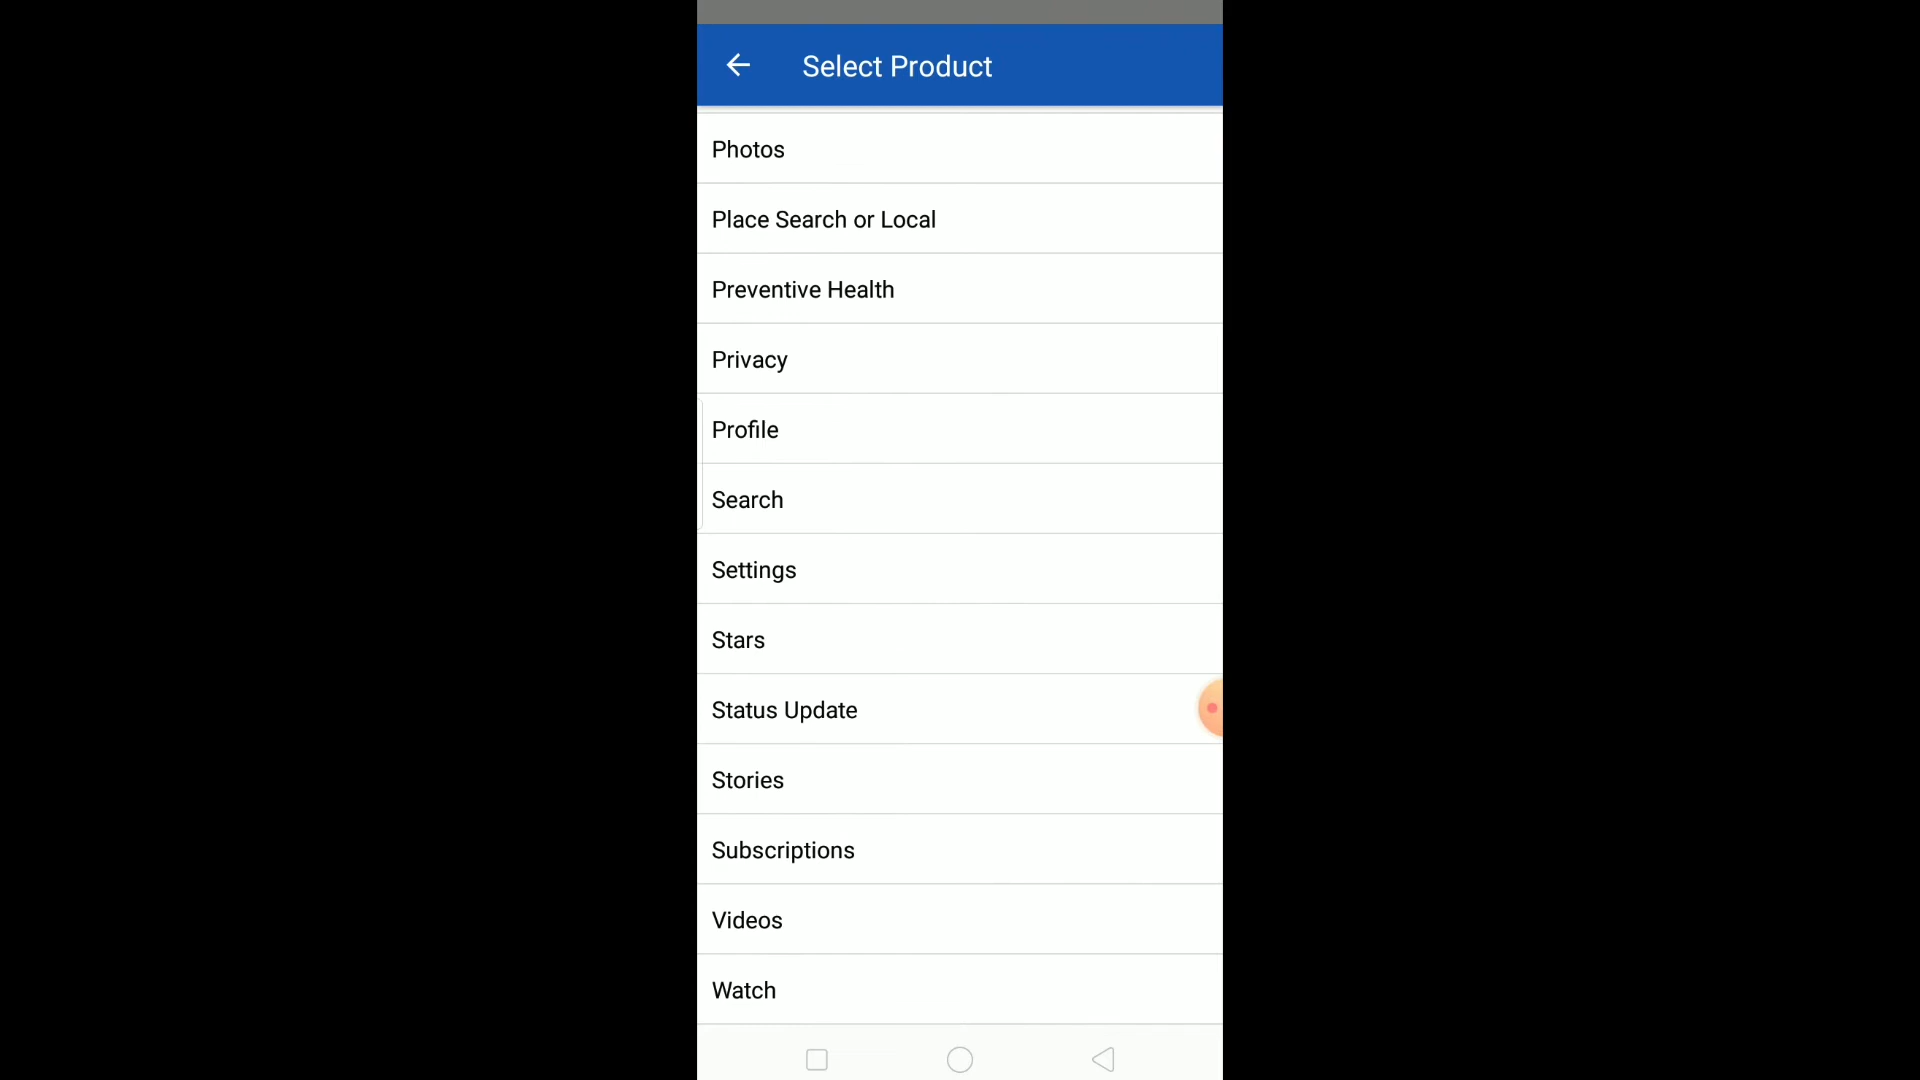 Select Product
Photos
Place Search or Local
Preventive Health
Privacy
Profile
Search
Settings
Stars
Status Update
Stories
Subscriptions
Videos
Watch